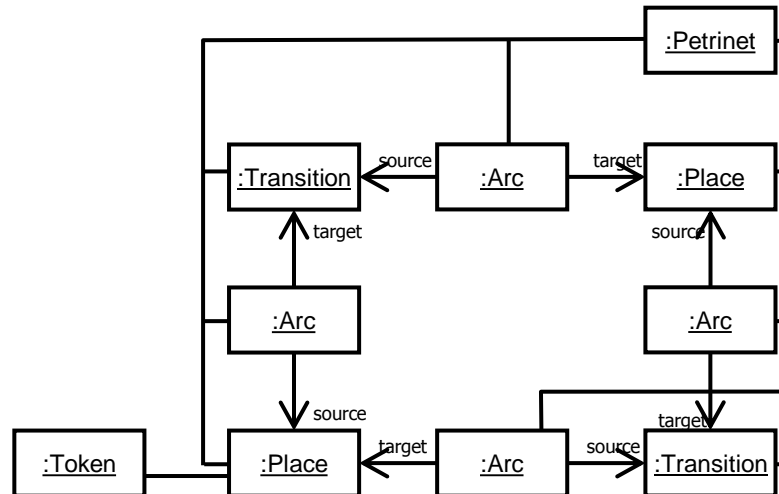 :Petrinet
source
target
:Transition
:Arc
:Place
target
source
:Arc
:Arc
source
target
target
source
:Token
:Place
:Arc
:Transition